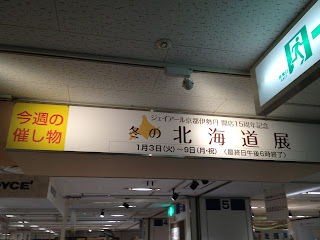 今週の
催し物
ジェイアール京都伊勢丹 開店15周年記念
冬の 北海道展
1月3日(火)~9日(月・祝) 〈最終日午後6時終了〉
5